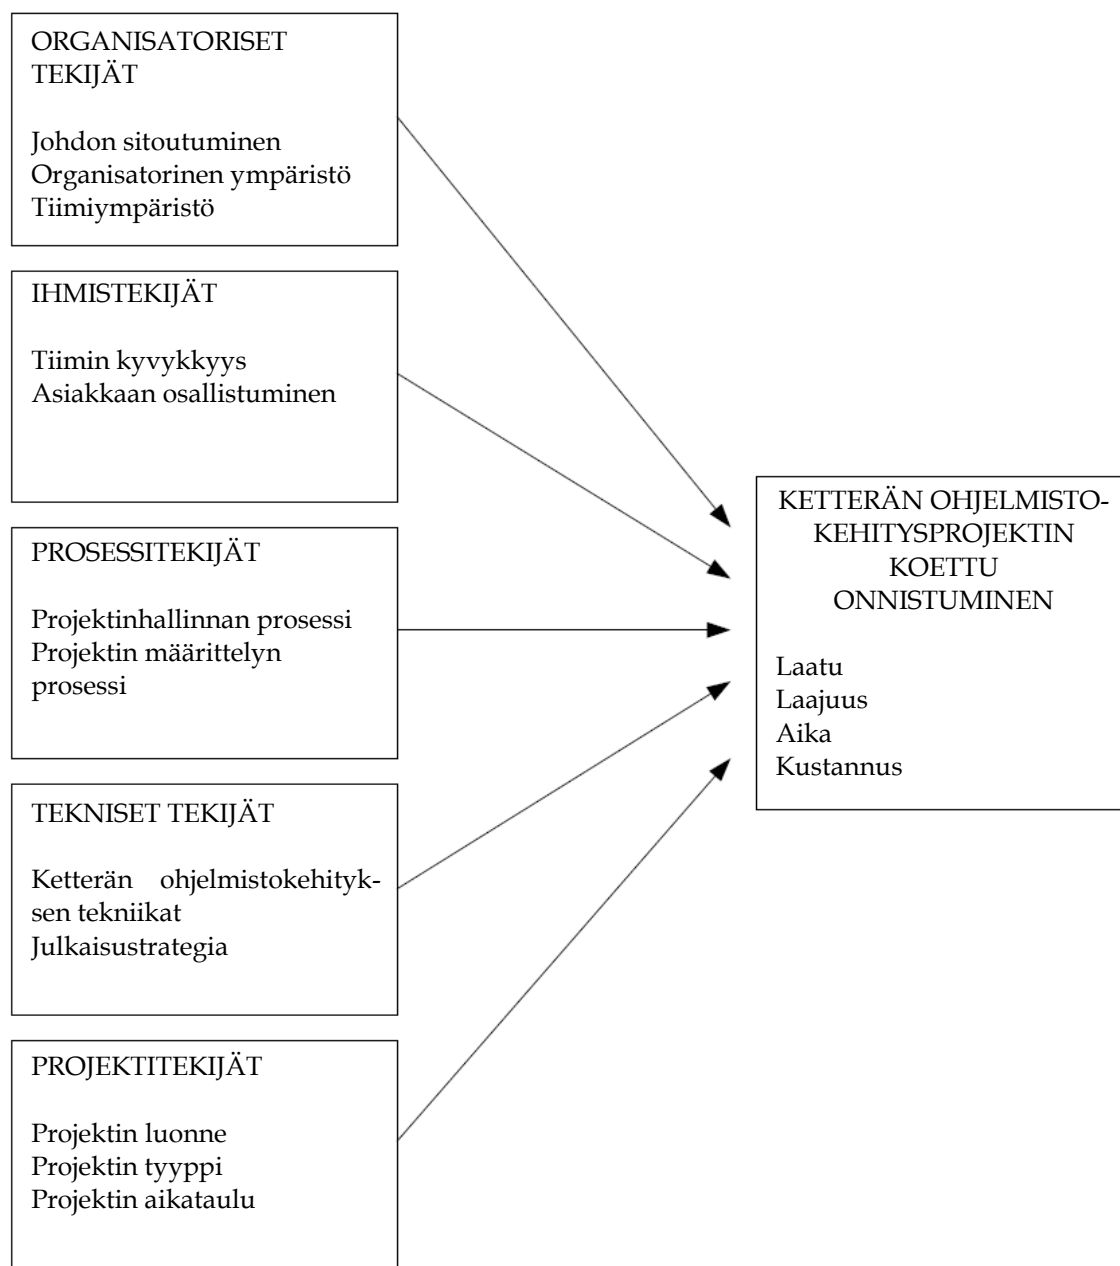 ORGANISATORISET
TEKIJÄT
Johdon sitoutuminen
Organisatorinen ympäristö
Tiimiympäristö
IHMISTEKIJÄT
Tiimin kyvykkyys
Asiakkaan osallistuminen
PROSESSITEKIJÄT
Projektinhallinnan prosessi
Projektin määrittelyn
prosessi
TEKNISET TEKIJÄT
Ketterän ohjelmistokehityk-
sen tekniikat
Julkaisustrategia
PROJEKTITEKIJÄT
Projektin luonne
Projektin tyyppi
Projektin aikataulu
KETTERÄN OHJELMISTO-
KEHITYSPROJEKTIN
KOETTU
ONNISTUMINEN
Laatu
Laajuus
Aika
Kustannus